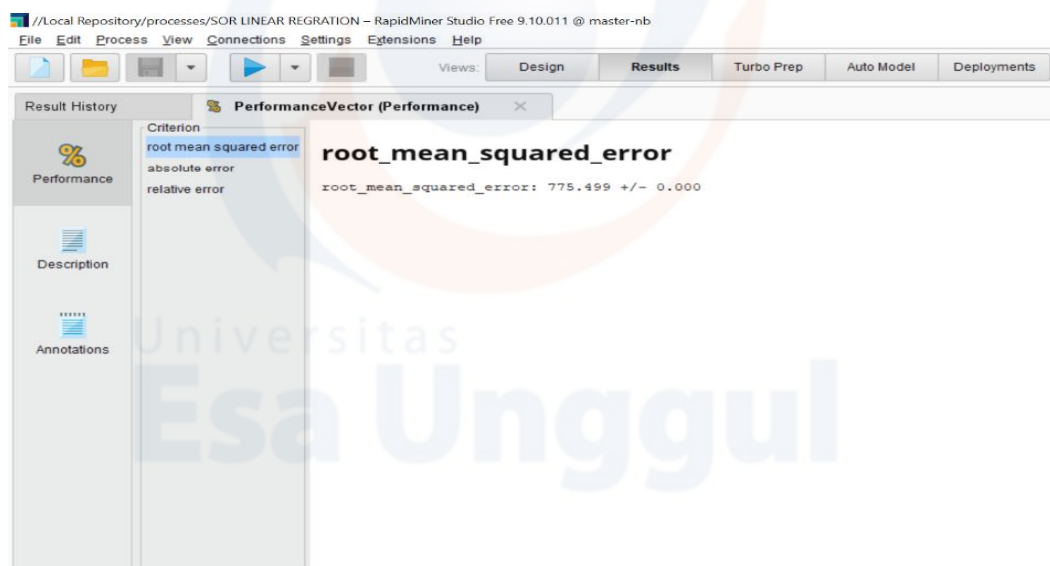 //Local Repository/processes/SOR LINEAR REGRATION – RapidMiner Studio Free 9.10.011 @ master-nb
File Edit Process View Connections Settings Extensions Help
Views: Design Results Turbo Prep Auto Model Deployments
Result History % PerformanceVector (Performance)
Criterion
root mean squared error
absolute error
relative error
%
Performance
Description
Annotations
root_mean_squared_error
root_mean_squared_error: 775.499 +/- 0.000
Universitas
Esa Unggul